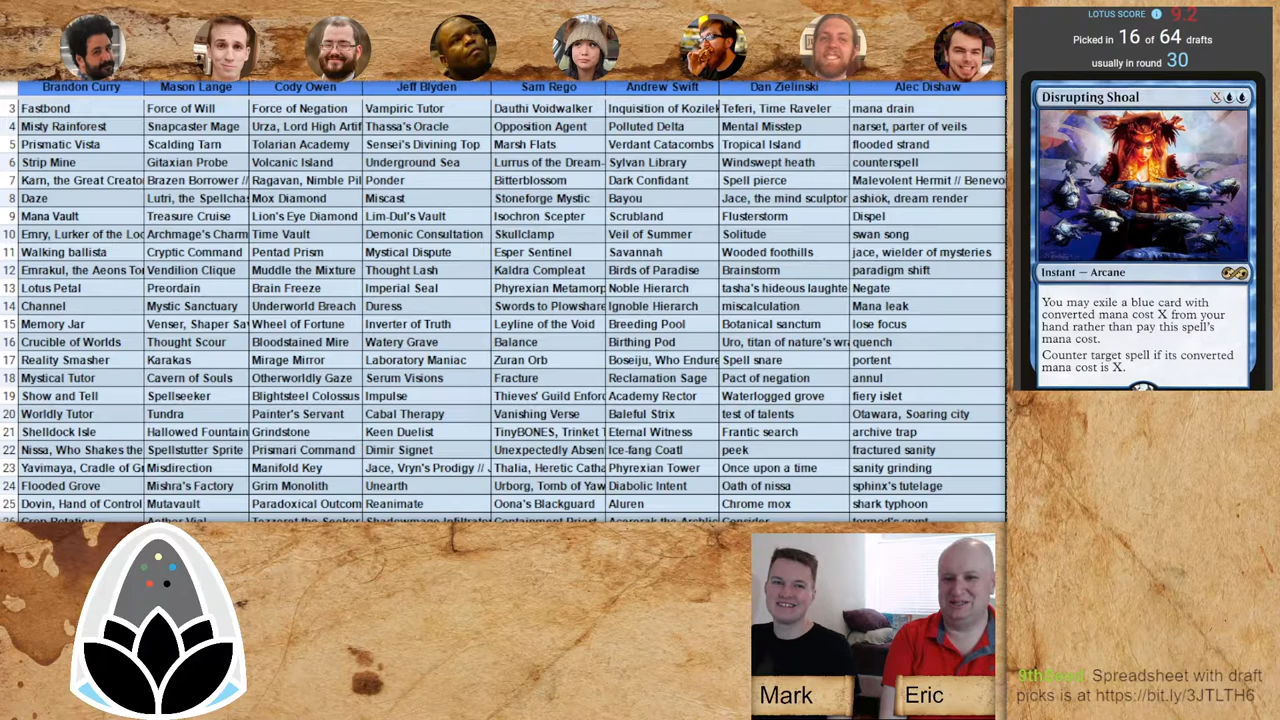 Brandon Curry Mason Lange Cody Owen Jeff Blyden Sam Rego Andrew Swift Dan Zielinski Alec Dishaw
3 Fastbond Force of Will Force of Negation Vampiric Tutor Dauthi Voidwalker Inquisition of Kozilek Teferi, Time Raveler mana drain
4 Misty Rainforest Snapcaster Mage Urza, Lord High Artif Thassa's Oracle Opposition Agent Polluted Delta Mental Misstep narset, parter of veils
5 Prismatic Vista Scalding Tarn Tolarian Academy Sensei's Divining Top Marsh Flats Verdant Catacombs Tropical Island flooded strand
6 Strip Mine Gitaxian Probe Volcanic Island Underground Sea Lurrus of the Dream- Sylvan Library Windswept heath counterspell
7 Karn, the Great Creato Brazen Borrower // Ragavan, Nimble Pil Ponder Bitterblossom Dark Confidant Spell pierce Malevolent Hermit // Benevo
8 Daze Lutri, the Spellchas Mox Diamond Miscast Stoneforge Mystic Bayou Jace, the mind sculptor ashiok, dream render
9 Mana Vault Treasure Cruise Lion's Eye Diamond Lim-Dul's Vault Isochron Scepter Scrubland Flusterstorm Dispel
10 Emry, Lurker of the Loc Archmage's Charm Time Vault Demonic Consultation Skullclamp Veil of Summer Solitude swan song
11 Walking ballista Cryptic Command Pentad Prism Mystical Dispute Esper Sentinel Savannah Wooded foothills jace, wielder of mysteries
12 Emrakul, the Aeons Tor Vendilion Clique Muddle the Mixture Thought Lash Kaldra Compleat Birds of Paradise Brainstorm paradigm shift
13 Lotus Petal Preordain Brain Freeze Imperial Seal Phyrexian Metamorp Noble Hierarch tasha's hideous laughte Negate
14 Channel Mystic Sanctuary Underworld Breach Duress Swords to Plowshare Ignoble Hierarch miscalculation Mana leak
15 Memory Jar Venser, Shaper Sav Wheel of Fortune Inverter of Truth Leyline of the Void Breeding Pool Botanical sanctum lose focus
16 Crucible of Worlds Thought Scour Bloodstained Mire Watery Grave Balance Birthing Pod Uro, titan of nature's wra quench
17 Reality Smasher Karakas Mirage Mirror Laboratory Maniac Zuran Orb Boseiju, Who Endure Spell snare portent
18 Mystical Tutor Cavern of Souls Otherworldly Gaze Serum Visions Fracture Reclamation Sage Pact of negation annul
19 Show and Tell Spellseeker Blightsteel Colossus Impulse Thieves' Guild Enforc Academy Rector Waterlogged grove fiery islet
20 Worldly Tutor Tundra Painter's Servant Cabal Therapy Vanishing Verse Baleful Strix test of talents Otawara, Soaring city
21 Shelldock Isle Hallowed Fountain Grindstone Keen Duelist TinyBONES, Trinket T Eternal Witness Frantic search archive trap
22 Nissa, Who Shakes the Spellstutter Sprite Prismari Command Dimir Signet Unexpectedly Absen Ice-fang Coatl peek fractured sanity
23 Yavimaya, Cradle of Gr Misdirection Manifold Key Jace, Vryn's Prodigy // Thalia, Heretic Catha Phyrexian Tower Once upon a time sanity grinding
24 Flooded Grove Mishra's Factory Grim Monolith Unearth Urborg, Tomb of Yaw Diabolic Intent Oath of nissa sphinx's tutelage
25 Dovin, Hand of Control Mutavault Paradoxical Outcom Reanimate Oona's Blackguard Aluren Chrome mox shark typhoon
LOTUS SCORE 9.2
Picked in 16 of 64 drafts
usually in round 30
Disrupting Shoal X
Instant — Arcane
You may exile a blue card with
converted mana cost X from your
hand rather than pay this spell's
mana cost.
Counter target spell if its converted
mana cost is X.
Mark Eric
Spreadsheet with draft
picks is at https://bit.ly/3JTLTH6